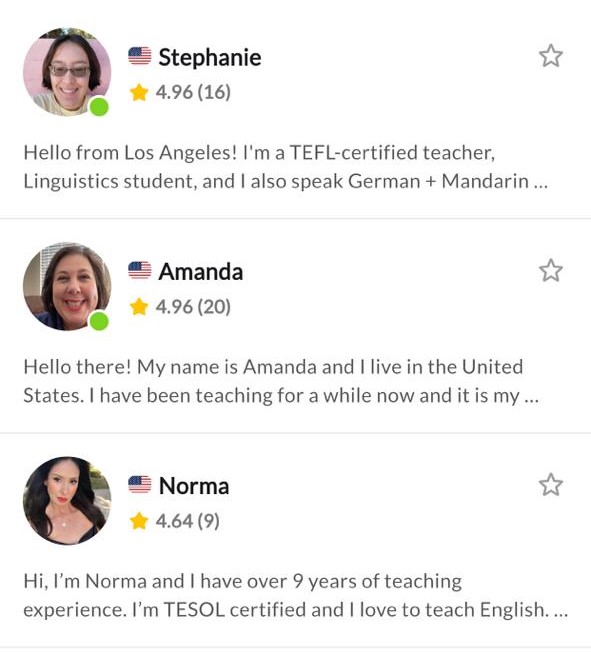 Stephanie
4.96 (16)
Hello from Los Angeles! I'm a TEFL-certified teacher,
Linguistics student, and I also speak German + Mandarin ...
Amanda
4.96 (20)
Hello there! My name is Amanda and I live in the United
States. I have been teaching for a while now and it is my ...
Norma
4.64 (9)
Hi, I’m Norma and I have over 9 years of teaching
experience. I’m TESOL certified and I love to teach English. ...